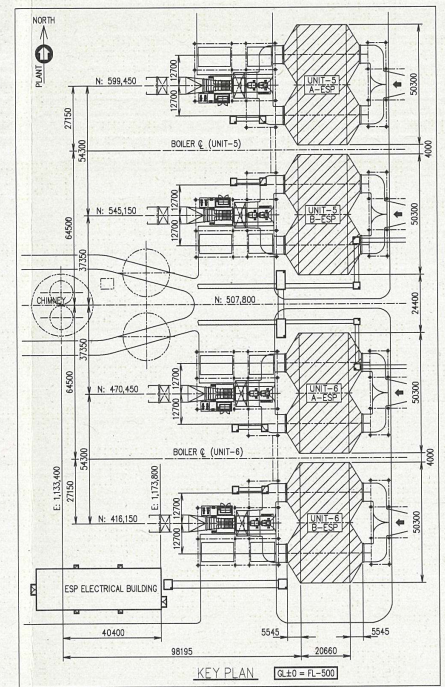 NORTH
PLANT
N: 599,450
12700
12700
UNIT-5
A-ESP
50300
27150
54300
BOILER ℄ (UNIT-5)
4000
64500
N: 545,150
12700
12700
UNIT-5
B-ESP
50300
37350
CHIMNEY
N: 507,800
24400
37350
64500
N: 470,450
12700
12700
UNIT-6
A-ESP
50300
54300
BOILER ℄ (UNIT-6)
4000
E: 1,133,400
27150
E: 1,173,800
N: 416,150
12700
12700
UNIT-6
B-ESP
50300
ESP ELECTRICAL BUILDING
40400
5545
5545
98195
20660
KEY PLAN
GL±0 = FL-500